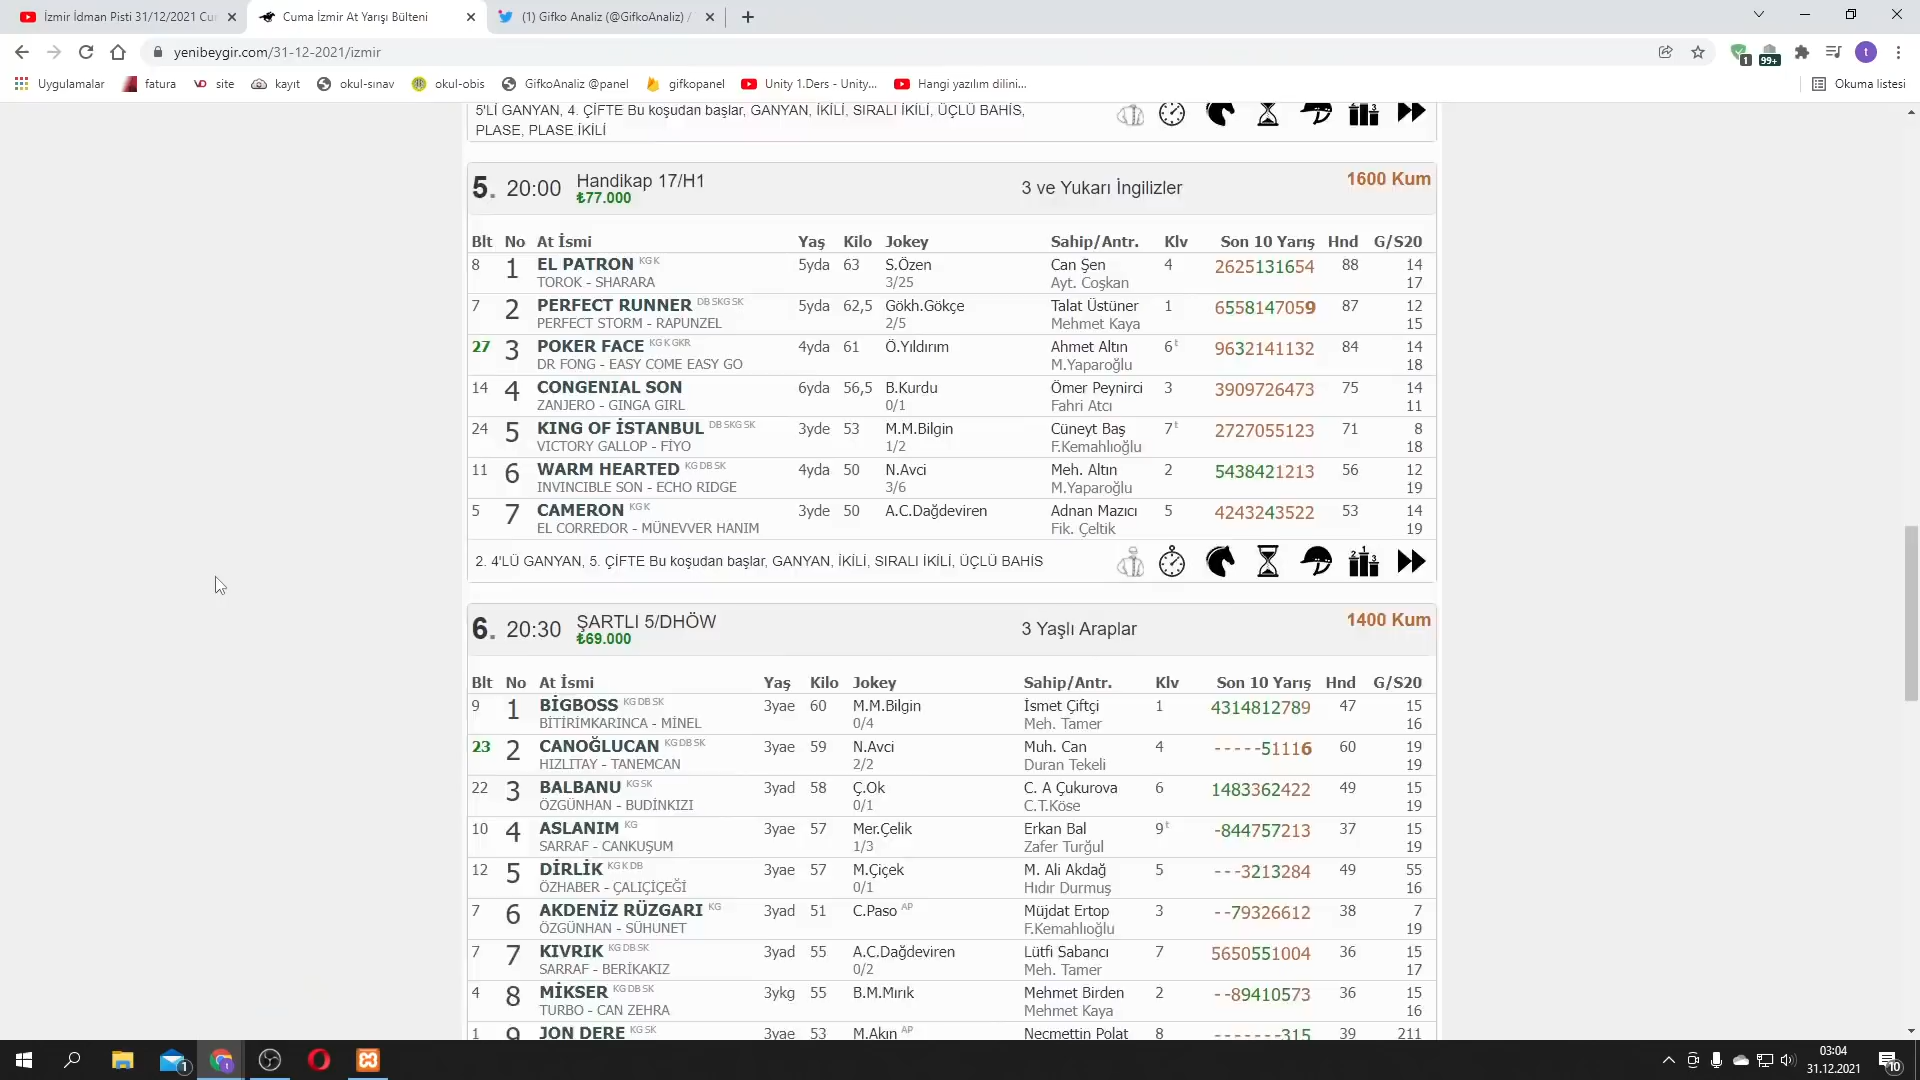 İzmir İdman Pisti 31/12/2021 Cu
Cuma İzmir At Yarışı Bülteni
(1) Gifko Analiz (@GifkoAnaliz) /
yenibeygir.com/31-12-2021/izmir
1
99+
t
Uygulamalar fatura site kayıt okul-sınav okul-obis GifkoAnaliz @panel gifkopanel Unity 1.Ders - Unity... Hangi yazılım dilini... Okuma listesi
5'Lİ GANYAN, 4. ÇİFTE Bu koşudan başlar, GANYAN, İKİLİ, SIRALI İKİLİ, ÜÇLÜ BAHİS,
PLASE, PLASE İKİLİ
5. 20:00 Handikap 17/H1 3 ve Yukarı İngilizler 1600 Kum
₺77.000
Blt No At İsmi Yaş Kilo Jokey Sahip/Antr. Klv Son 10 Yarış Hnd G/S20
8 1 EL PATRON KG K 5yda 63 S.Özen Can Şen 4 2625131654 88 14
TOROK - SHARARA 3/25 Ayt. Coşkan 17
7 2 PERFECT RUNNER DB SKG SK 5yda 62,5 Gökh.Gökçe Talat Üstüner 1 6558147059 87 12
PERFECT STORM - RAPUNZEL 2/5 Mehmet Kaya 15
27 3 POKER FACE KG K GKR 4yda 61 Ö.Yıldırım Ahmet Altın 6 t 9632141132 84 14
DR FONG - EASY COME EASY GO M.Yaparoğlu 18
14 4 CONGENIAL SON 6yda 56,5 B.Kurdu Ömer Peynirci 3 3909726473 75 14
ZANJERO - GINGA GIRL 0/1 Fahri Atcı 11
24 5 KING OF İSTANBUL DB SKG SK 3yde 53 M.M.Bilgin Cüneyt Baş 7 t 2727055123 71 8
VICTORY GALLOP - FİYO 1/2 F.Kemahlıoğlu 18
11 6 WARM HEARTED KG DB SK 4yda 50 N.Avci Meh. Altın 2 5438421213 56 12
INVINCIBLE SON - ECHO RIDGE 3/6 M.Yaparoğlu 19
5 7 CAMERON KG K 3yde 50 A.C.Dağdeviren Adnan Mazıcı 5 4243243522 53 14
EL CORREDOR - MÜNEVVER HANIM Fik. Çeltik 19
2. 4'LÜ GANYAN, 5. ÇİFTE Bu koşudan başlar, GANYAN, İKİLİ, SIRALI İKİLİ, ÜÇLÜ BAHİS
6. 20:30 ŞARTLI 5/DHÖW 3 Yaşlı Araplar 1400 Kum
₺69.000
Blt No At İsmi Yaş Kilo Jokey Sahip/Antr. Klv Son 10 Yarış Hnd G/S20
9 1 BİGBOSS KG DB SK 3yae 60 M.M.Bilgin İsmet Çiftçi 1 4314812789 47 15
BİTİRİMKARINCA - MİNEL 0/4 Meh. Tamer 16
23 2 CANOĞLUCAN KG DB SK 3yae 59 N.Avci Muh. Can 4 -----51116 60 19
HIZLITAY - TANEMCAN 2/2 Duran Tekeli 19
22 3 BALBANU KG SK 3yad 58 Ç.Ok C. A Çukurova 6 1483362422 49 15
ÖZGÜNHAN - BUDİNKIZI 0/1 C.T.Köse 19
10 4 ASLANIM KG 3yae 57 Mer.Çelik Erkan Bal 9 t -844757213 37 15
SARRAF - CANKUŞUM 1/3 Zafer Turğul 19
12 5 DİRLİK KG K DB 3yae 57 M.Çiçek M. Ali Akdağ 5 ---3213284 49 55
ÖZHABER - ÇALIÇİÇEĞİ 0/1 Hıdır Durmuş 16
7 6 AKDENİZ RÜZGARI KG 3yad 51 C.Paso AP Müjdat Ertop 3 --79326612 38 7
ÖZGÜNHAN - SÜHUNET F.Kemahlıoğlu 19
7 7 KIVRIK KG DB SK 3yad 55 A.C.Dağdeviren Lütfi Sabancı 7 5650551004 36 15
SARRAF - BERİKAKIZ 0/2 Meh. Tamer 17
4 8 MİKSER KG DB SK 3ykg 55 B.M.Mırık Mehmet Birden 2 --89410573 36 15
TURBO - CAN ZEHRA Mehmet Kaya 16
1 9 JON DERE KG SK 3yae 53 M.Akın AP Necmettin Polat 8 -------315 39 211
1
03:04
31.12.2021
10